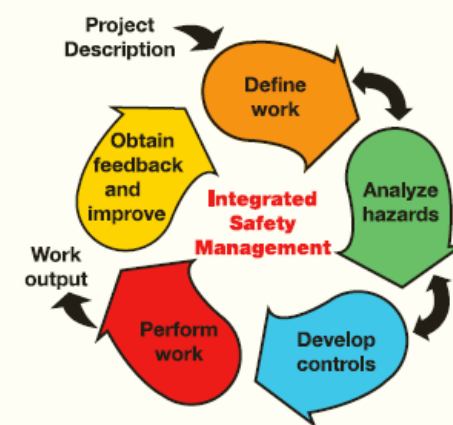 Project
Description
Define
work
Analyze
hazards
Develop
controls
Perform
work
Work
output
Obtain
feedback
and
improve
Integrated
Safety
Management